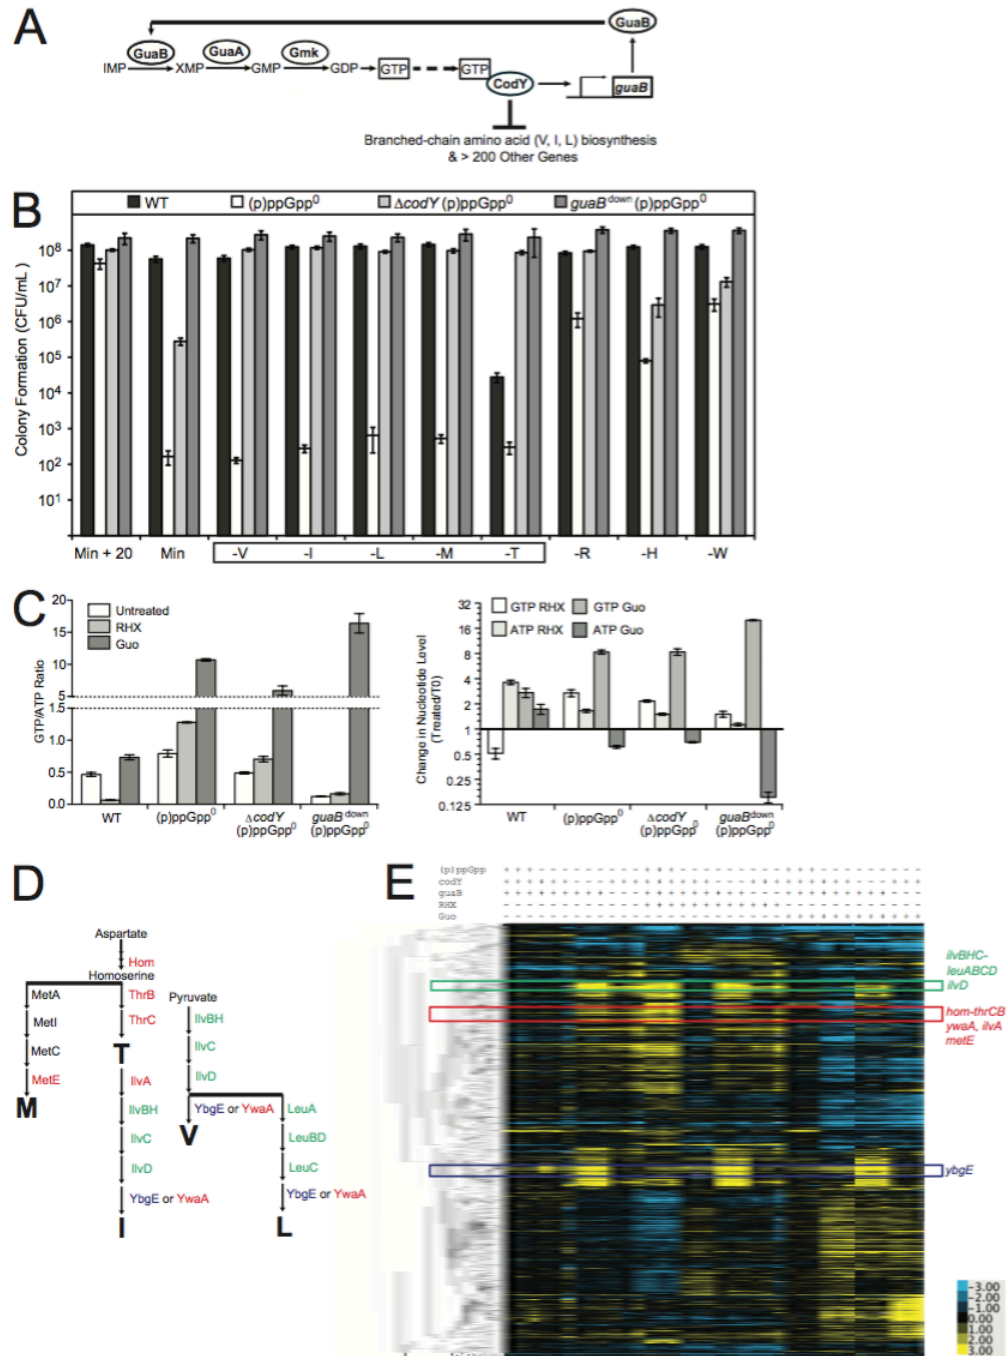 A
GuaB
GuaB GuaA Gmk
IMP XMP GMP GDP GTP GTP
CodY guaB
Branched-chain amino acid (V, I, L) biosynthesis
& > 200 Other Genes
B
WT (p)ppGpp0 ΔcodY (p)ppGpp0 guaBdown (p)ppGpp0
Colony Formation (CFU/mL )
10⁸
10⁷
10⁶
10⁵
10⁴
10³
10²
10¹
Min + 20 Min -V -I -L -M -T -R -H -W
C
GTP/ATP Ratio
20
15
10
5
1.5
1.0
0.5
0.0
Untreated
RHX
Guo
WT (p)ppGpp0 ΔcodY guaBdown
(p)ppGpp0 (p)ppGpp0
Change in Nucleotide Level
(Treated/T0)
32
16
8
4
2
1
0.5
0.25
0.125
GTP RHX GTP Guo
ATP RHX ATP Guo
WT (p)ppGpp0 ΔcodY guaBdown
(p)ppGpp0 (p)ppGpp0
D
Aspartate
Hom
Homoserine
MetA ThrB Pyruvate
MetI ThrC IlvBH
MetC T IlvC
MetE IlvA IlvD
M IlvBH YbgE or YwaA LeuA
IlvC V LeuBD
IlvD LeuC
YbgE or YwaA YbgE or YwaA
I L
E
(p)ppGpp + + + - - - - - - - - - + + + - - - - - - - - - + + + - - - - - - - - -
codY
guaB
RHX
Guo
ilvBHC-
leuABCD
ilvD
hom-thrCB
ywaA, ilvA
metE
ybgE
-3.00
-2.00
-1.00
0.00
1.00
2.00
3.00